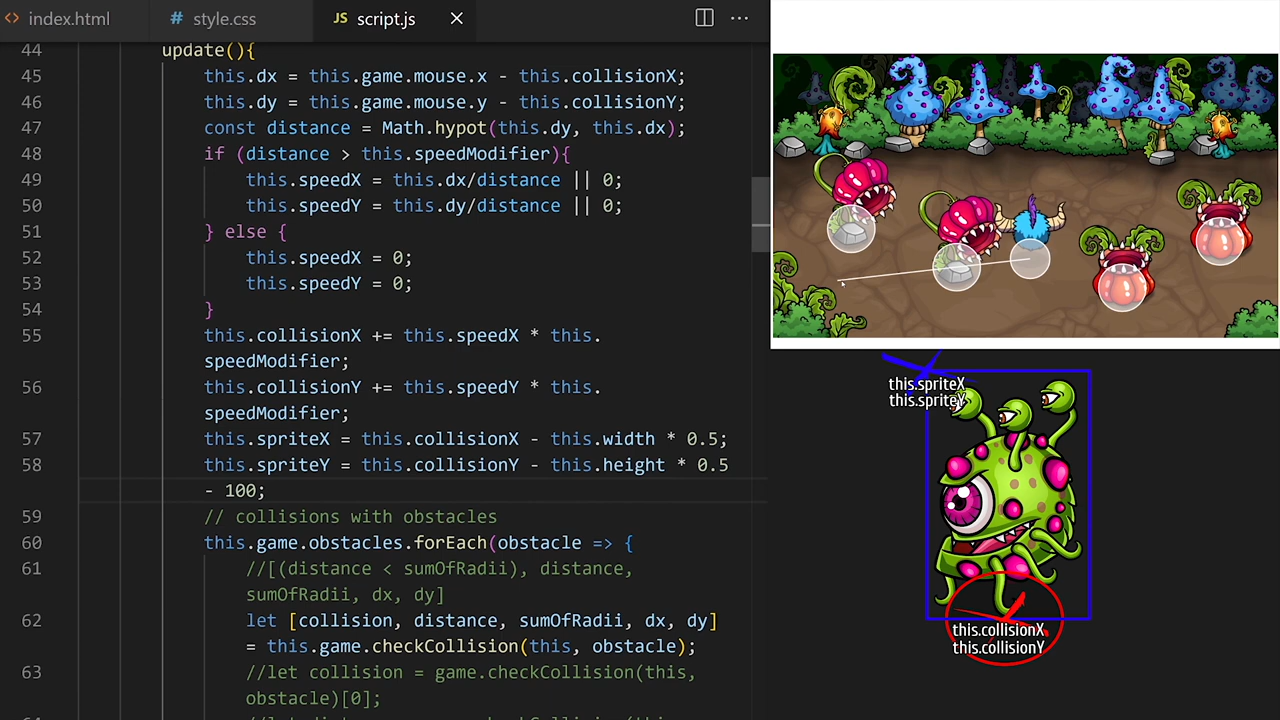 index.html
style.css
script.js
44 update(){
45 this.dx = this.game.mouse.x - this.collisionX;
46 this.dy = this.game.mouse.y - this.collisionY;
47 const distance = Math.hypot(this.dy, this.dx);
48 if (distance > this.speedModifier){
49 this.speedX = this.dx/distance || 0;
50 this.speedY = this.dy/distance || 0;
51 } else {
52 this.speedX = 0;
53 this.speedY = 0;
54 }
55 this.collisionX += this.speedX * this.
speedModifier;
56 this.collisionY += this.speedY * this.
speedModifier;
57 this.spriteX = this.collisionX - this.width * 0.5;
58 this.spriteY = this.collisionY - this.height * 0.5
- 100;
59 // collisions with obstacles
60 this.game.obstacles.forEach(obstacle => {
61 //[(distance < sumOfRadii), distance,
sumOfRadii, dx, dy]
62 let [collision, distance, sumOfRadii, dx, dy]
= this.game.checkCollision(this, obstacle);
63 //let collision = game.checkCollision(this,
obstacle)[0];
this.spriteX
this.spriteY
this.collisionX
this.collisionY